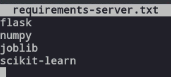 requirements-server.txt
flask
numpy
joblib
scikit-learn